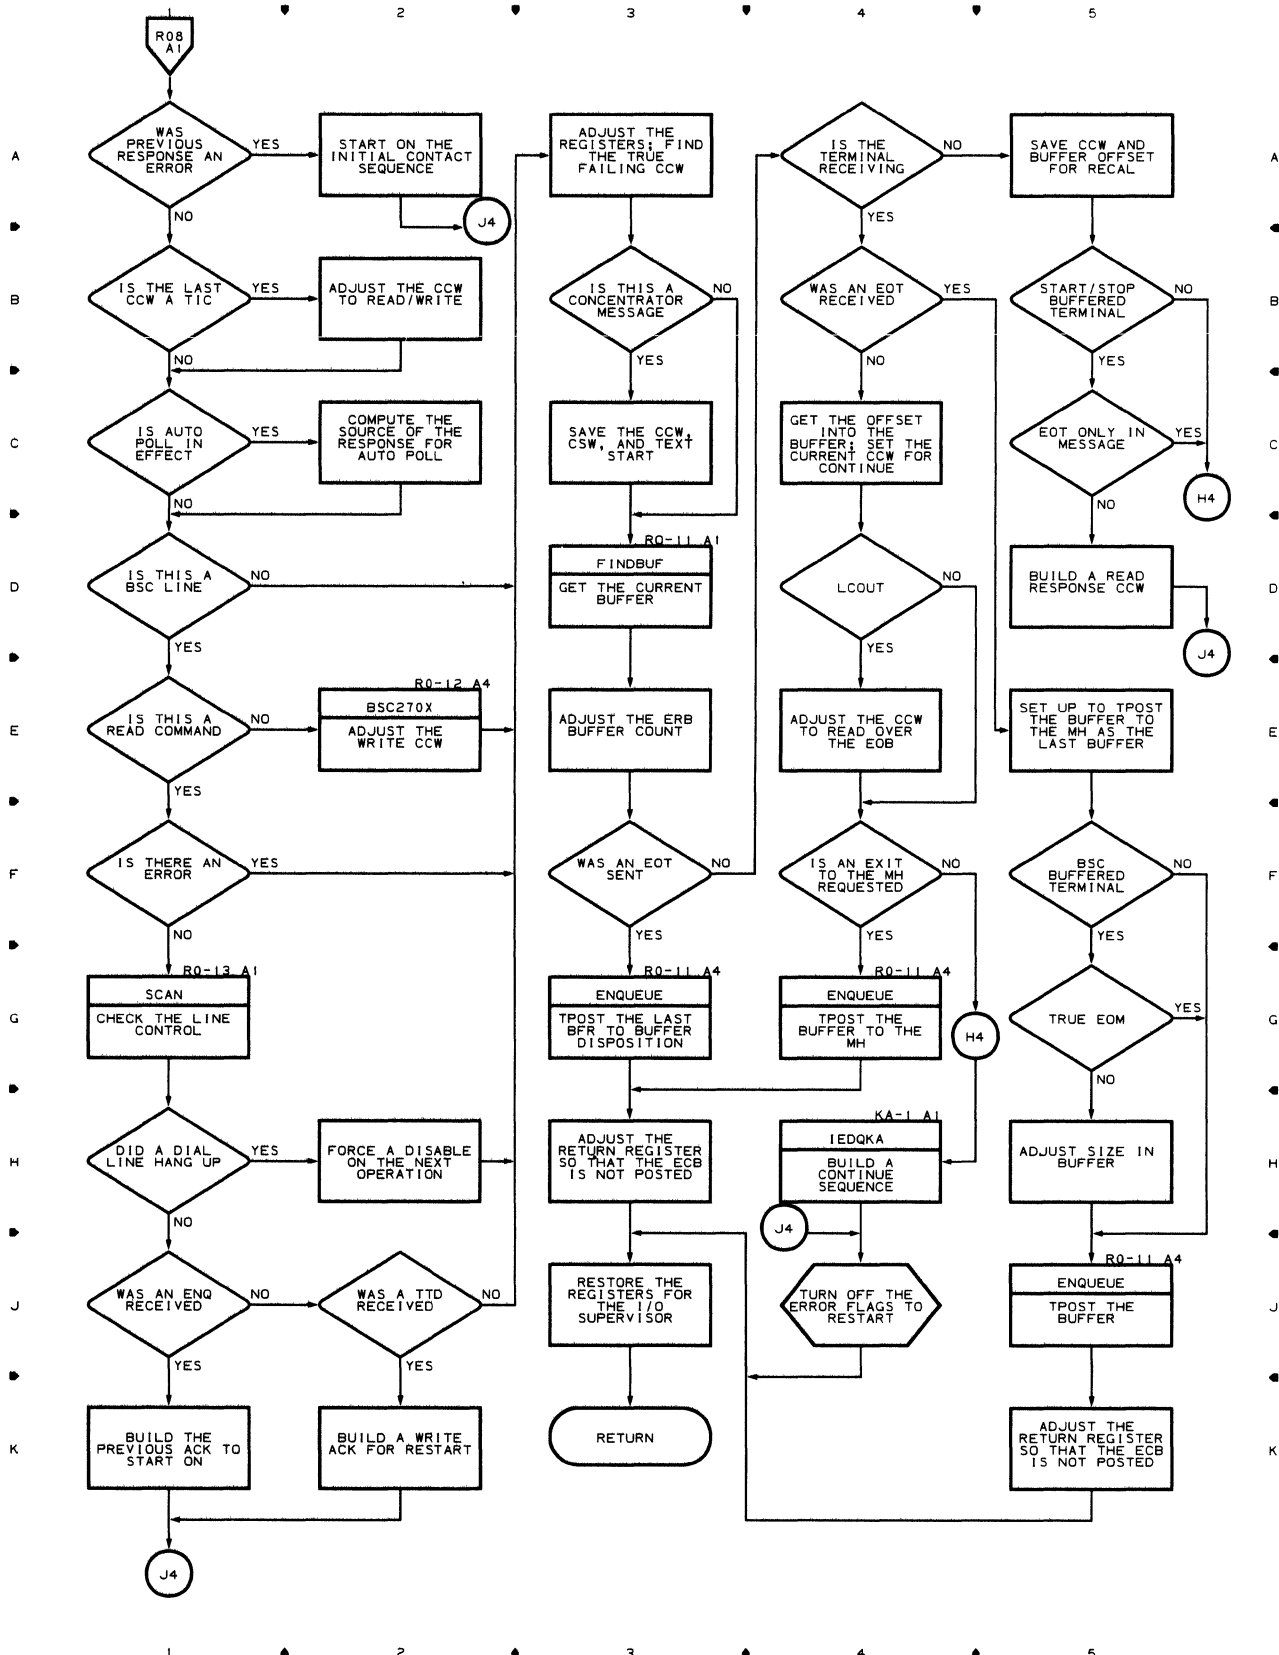 1 2 3 4 5
R08
A1
A
WAS
PREVIOUS
RESPONSE AN
ERROR
YES
NO
START ON THE
INITIAL CONTACT
SEQUENCE
J4
ADJUST THE
REGISTERS; FIND
THE TRUE
FAILING CCW
IS THE
TERMINAL
RECEIVING
NO
YES
SAVE CCW AND
BUFFER OFFSET
FOR RECAL
A
B
IS THE LAST
CCW A TIC
YES
NO
ADJUST THE CCW
TO READ/WRITE
IS THIS A
CONCENTRATOR
MESSAGE
NO
YES
WAS AN EOT
RECEIVED
YES
NO
START/STOP
BUFFERED
TERMINAL
NO
YES
B
C
IS AUTO
POLL IN
EFFECT
YES
NO
COMPUTE THE
SOURCE OF THE
RESPONSE FOR
AUTO POLL
SAVE THE CCW,
CSW, AND TEXT
START
GET THE OFFSET
INTO THE
BUFFER; SET THE
CURRENT CCW FOR
CONTINUE
EOT ONLY IN
MESSAGE
YES
NO
H4
C
D
IS THIS A
BSC LINE
NO
YES
RO-11 A1
FINDBUF
GET THE CURRENT
BUFFER
LCOUT
NO
YES
BUILD A READ
RESPONSE CCW
J4
D
E
IS THIS A
READ COMMAND
NO
YES
RO-12 A4
BSC270X
ADJUST THE
WRITE CCW
ADJUST THE ERB
BUFFER COUNT
ADJUST THE CCW
TO READ OVER
THE EOB
SET UP TO TPOST
THE BUFFER TO
THE MH AS THE
LAST BUFFER
E
F
IS THERE AN
ERROR
YES
NO
WAS AN EOT
SENT
NO
YES
IS AN EXIT
TO THE MH
REQUESTED
NO
YES
BSC
BUFFERED
TERMINAL
NO
YES
F
G
RO-13 A1
SCAN
CHECK THE LINE
CONTROL
RO-11 A4
ENQUEUE
TPOST THE LAST
BFR TO BUFFER
DISPOSITION
RO-11 A4
ENQUEUE
TPOST THE
BUFFER TO THE
MH
H4
TRUE EOM
YES
NO
G
H
DID A DIAL
LINE HANG UP
YES
NO
FORCE A DISABLE
ON THE NEXT
OPERATION
ADJUST THE
RETURN REGISTER
SO THAT THE ECB
IS NOT POSTED
KA-1 A1
IEDQKA
BUILD A
CONTINUE
SEQUENCE
J4
ADJUST SIZE IN
BUFFER
H
J
WAS AN ENQ
RECEIVED
NO
YES
WAS A TTD
RECEIVED
NO
YES
RESTORE THE
REGISTERS FOR
THE I/O
SUPERVISOR
TURN OFF THE
ERROR FLAGS TO
RESTART
RO-11 A4
ENQUEUE
TPOST THE
BUFFER
J
K
BUILD THE
PREVIOUS ACK TO
START ON
BUILD A WRITE
ACK FOR RESTART
RETURN
ADJUST THE
RETURN REGISTER
SO THAT THE ECB
IS NOT POSTED
K
J4
1 2 3 4 5